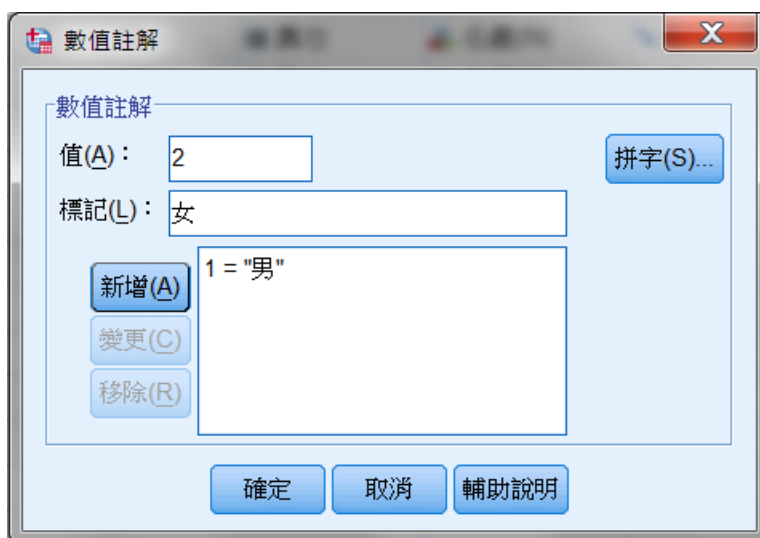 數值註解
數值註解
值(A)： 2
拼字(S)...
標記(L)： 女
新增(A)
1 = "男"
變更(C)
移除(R)
確定 取消 輔助說明